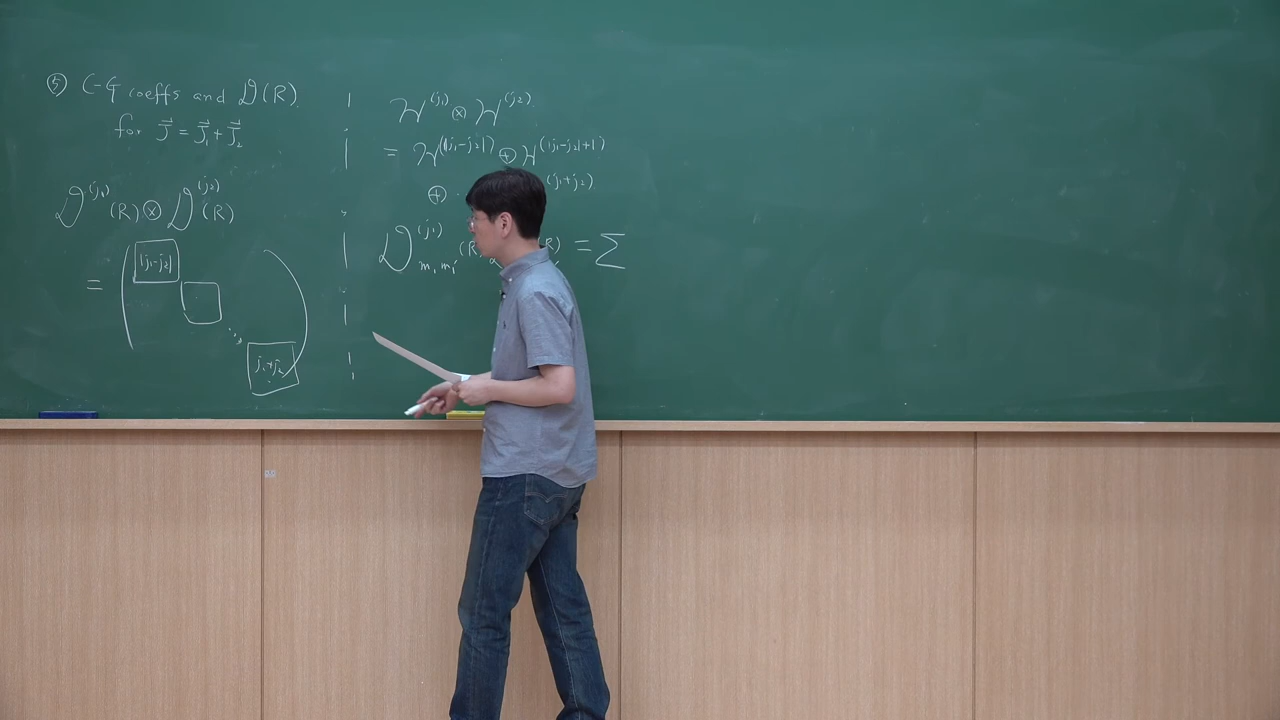 ⑤ C-G coeffs and 𝒟(R).
for J⃗ = J⃗₁ + J⃗₂
𝒟^(j₁)(R) ⊗ 𝒟^(j₂)(R)
= ( |j₁-j₂| ⋱ j₁+j₂ )
ℋ^(j₁) ⊗ ℋ^(j₂)
= ℋ^(|j₁-j₂|) ⊕ ℋ^(|j₁-j₂|+1)
⊕ (j₁+j₂)
𝒟^(j₁)_{m₁m₁'}(R R) = Σ